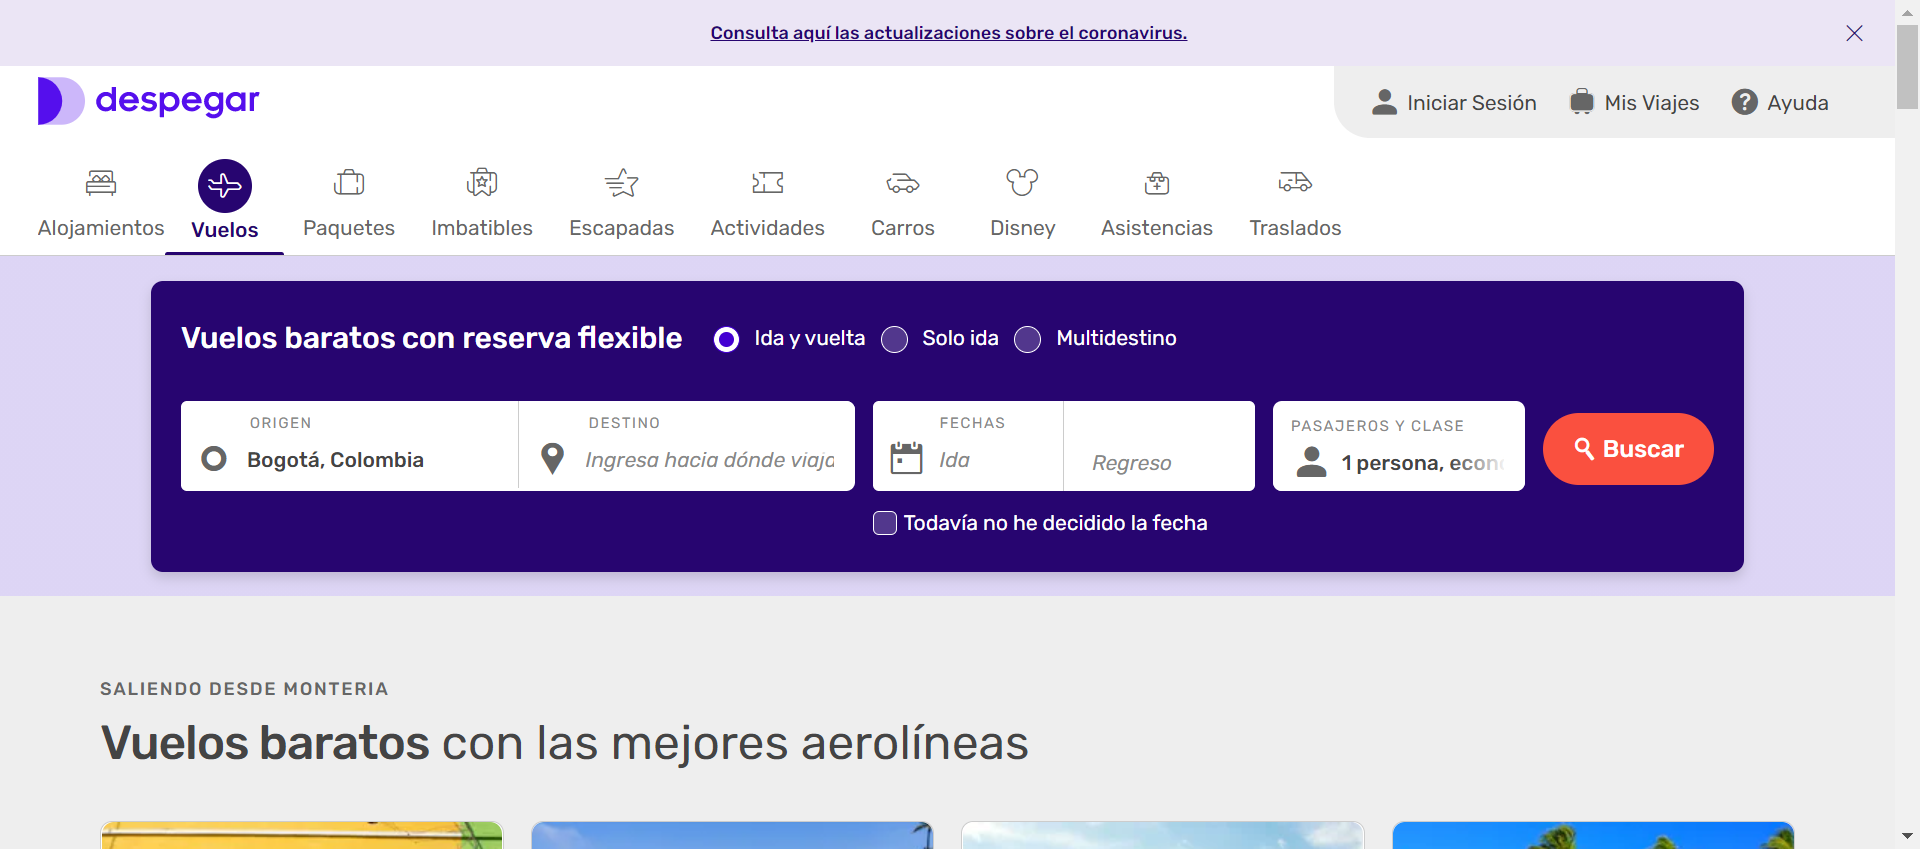 Consulta aquí las actualizaciones sobre el coronavirus.
despegar
Iniciar Sesión
Mis Viajes
Ayuda
Alojamientos
Vuelos
Paquetes
Imbatibles
Escapadas
Actividades
Carros
Disney
Asistencias
Traslados
Vuelos baratos con reserva flexible
Ida y vuelta
Solo ida
Multidestino
ORIGEN
Bogotá, Colombia
DESTINO
Ingresa hacia dónde
FECHAS
Ida
Regreso
PASAJEROS Y CLASE
1 persona,
Buscar
Todavía no he decidido la fecha
SALIENDO DESDE MONTERIA
Vuelos baratos con las mejores aerolíneas